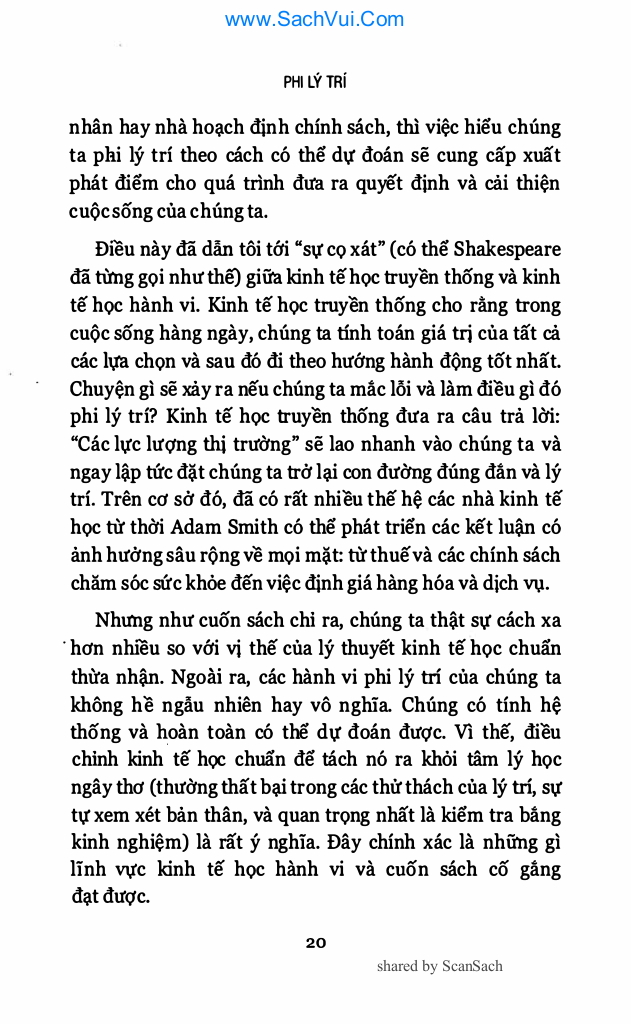 www.SachVui.Com
PHI LÝ TRÍ
nhân hay nhà hoạch định chính sách, thì việc hiểu chúng
ta phi lý trí theo cách có thể dự đoán sẽ cung cấp xuất
phát điểm cho quá trình đưa ra quyết định và cải thiện
cuộc sống của chúng ta.
Điều này đã dẫn tôi tới “sự cọ xát” (có thể Shakespeare
đã từng gọi như thế) giữa kinh tế học truyền thống và kinh
tế học hành vi. Kinh tế học truyền thống cho rằng trong
cuộc sống hàng ngày, chúng ta tính toán giá trị của tất cả
các lựa chọn và sau đó đi theo hướng hành động tốt nhất.
Chuyện gì sẽ xảy ra nếu chúng ta mắc lỗi và làm điều gì đó
phi lý trí? Kinh tế học truyền thống đưa ra câu trả lời:
“Các lực lượng thị trường” sẽ lao nhanh vào chúng ta và
ngay lập tức đặt chúng ta trở lại con đường đúng đắn và lý
trí. Trên cơ sở đó, đã có rất nhiều thế hệ các nhà kinh tế
học từ thời Adam Smith có thể phát triển các kết luận có
ảnh hưởng sâu rộng về mọi mặt: từ thuế và các chính sách
chăm sóc sức khỏe đến việc định giá hàng hóa và dịch vụ.
Nhưng như cuốn sách chỉ ra, chúng ta thật sự cách xa
hơn nhiều so với vị thế của lý thuyết kinh tế học chuẩn
thừa nhận. Ngoài ra, các hành vi phi lý trí của chúng ta
không hề ngẫu nhiên hay vô nghĩa. Chúng có tính hệ
thống và hoàn toàn có thể dự đoán được. Vì thế, điều
chỉnh kinh tế học chuẩn để tách nó ra khỏi tâm lý học
ngây thơ (thường thất bại trong các thử thách của lý trí, sự
tự xem xét bản thân, và quan trọng nhất là kiểm tra bằng
kinh nghiệm) là rất ý nghĩa. Đây chính xác là những gì
lĩnh vực kinh tế học hành vi và cuốn sách cố gắng
đạt được.
20
shared by ScanSach